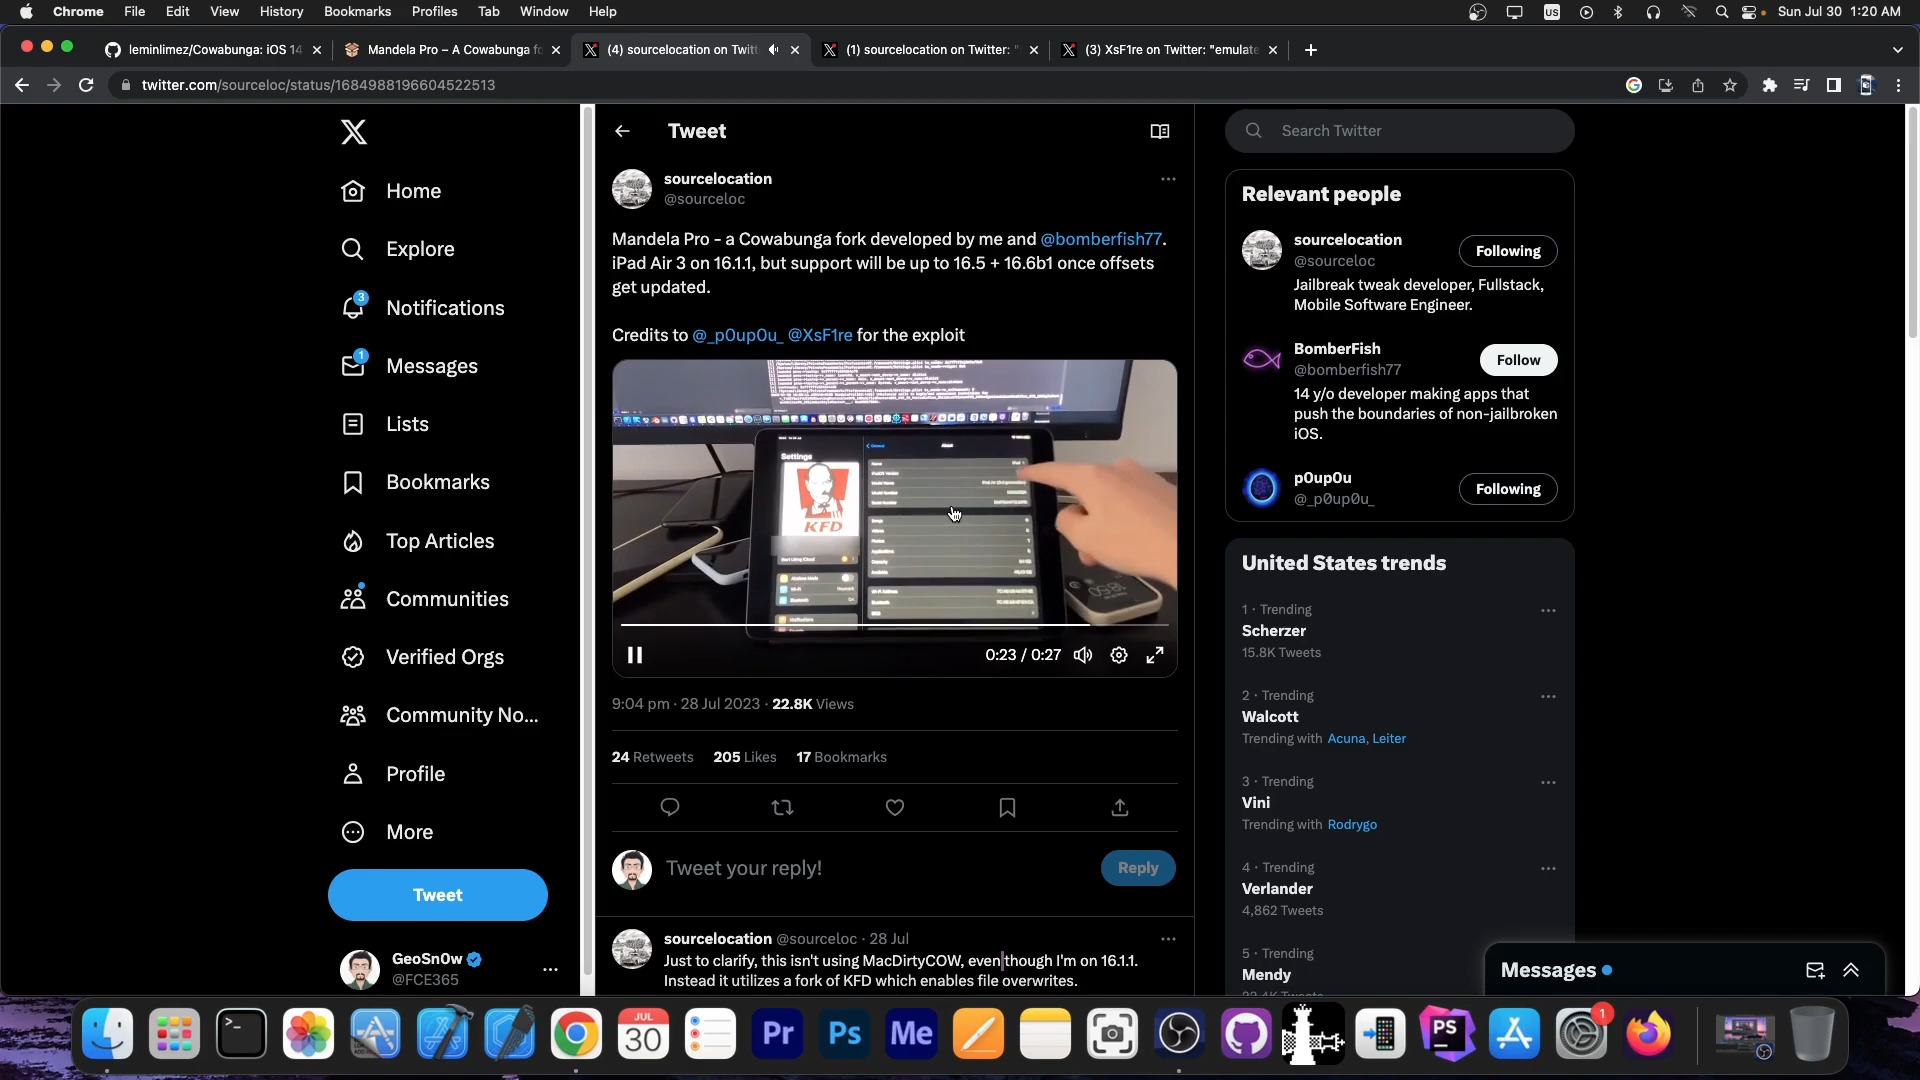 Chrome File Edit View History Bookmarks Profiles Tab Window Help
US
Sun Jul 30 1:20 AM
leminlimez/Cowabunga: iOS 14
Mandela Pro – A Cowabunga fo
(4) sourcelocation on Twitt
(1) sourcelocation on Twitter: "
(3) XsF1re on Twitter: "emulate
twitter.com/sourceloc/status/1684988196604522513
Home
Explore
3
Notifications
1
Messages
Lists
Bookmarks
Top Articles
Communities
Verified Orgs
Community No...
Profile
More
Tweet
GeoSn0w
@FCE365
Tweet
sourcelocation
@sourceloc
Mandela Pro - a Cowabunga fork developed by me and @bomberfish77.
iPad Air 3 on 16.1.1, but support will be up to 16.5 + 16.6b1 once offsets
get updated.
Credits to @_p0up0u_ @XsF1re for the exploit
Settings
KFD
About
0:23 / 0:27
9:04 pm · 28 Jul 2023 · 22.8K Views
24 Retweets 205 Likes 17 Bookmarks
Tweet your reply!
Reply
sourcelocation @sourceloc · 28 Jul
Just to clarify, this isn't using MacDirtyCOW, even though I'm on 16.1.1.
Instead it utilizes a fork of KFD which enables file overwrites.
Search Twitter
Relevant people
sourcelocation
@sourceloc
Following
Jailbreak tweak developer, Fullstack,
Mobile Software Engineer.
BomberFish
@bomberfish77
Follow
14 y/o developer making apps that
push the boundaries of non-jailbroken
iOS.
p0up0u
@_p0up0u_
Following
United States trends
1 · Trending
Scherzer
15.8K Tweets
2 · Trending
Walcott
Trending with Acuna, Leiter
3 · Trending
Vini
Trending with Rodrygo
4 · Trending
Verlander
4,862 Tweets
5 · Trending
Mendy
Messages
JUL
30
Pr
Ps
Me
PS
1